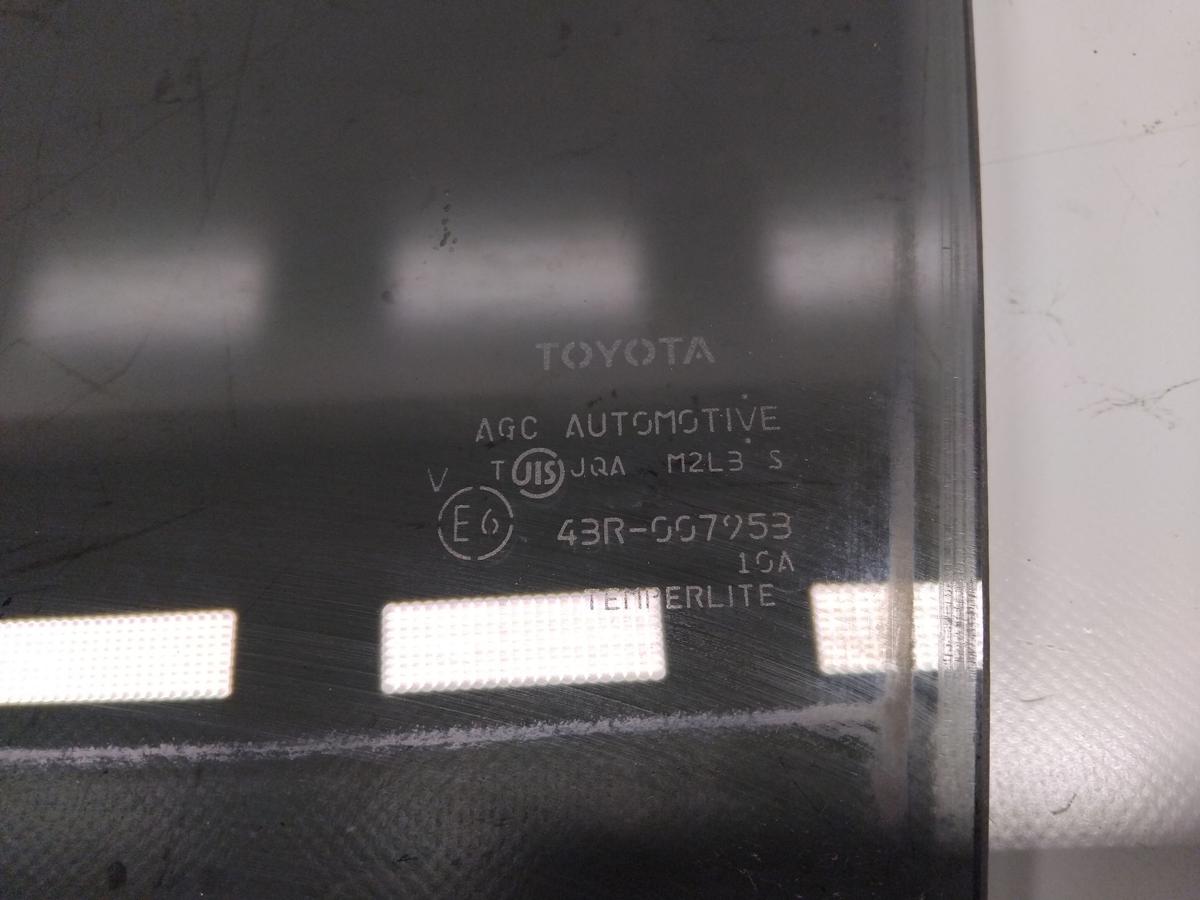 TOYOTA
AGC AUTOMOTIVE
V T JIS JQA M2L3 S
E6 43R-007953
10A
TEMPERLITE